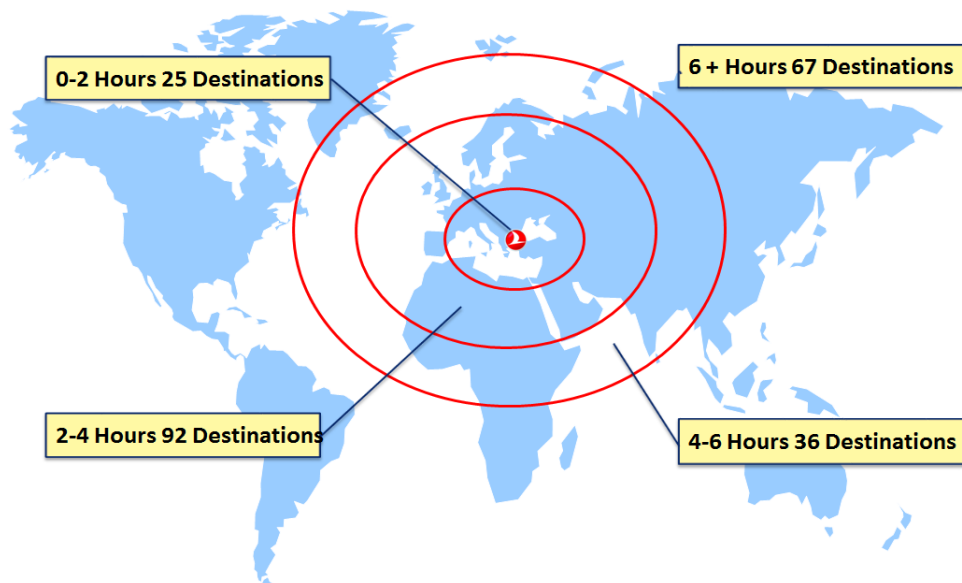 0-2 Hours 25 Destinations
6 + Hours 67 Destinations
2-4 Hours 92 Destinations
4-6 Hours 36 Destinations